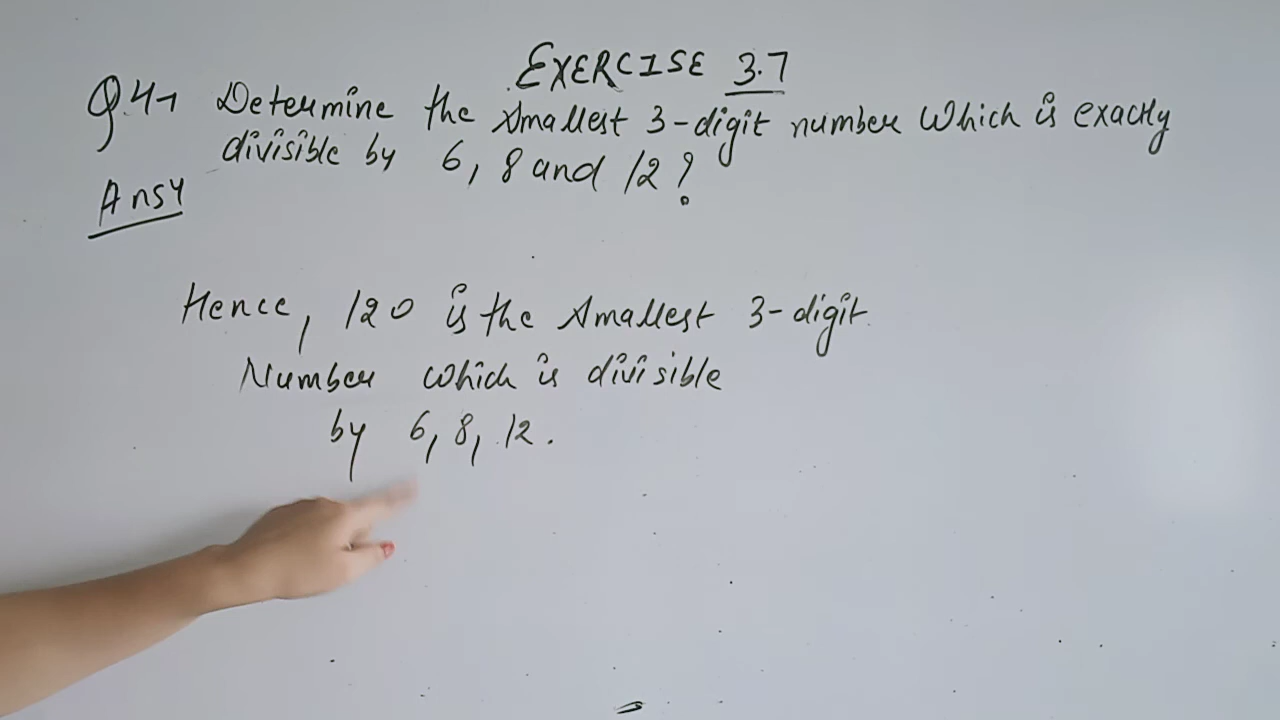 EXERCISE 3.7
Q4→ Determine the smallest 3-digit number which is exactly
divisible by 6, 8 and 12?
Ans→
Hence, 120 is the smallest 3-digit
Number which is divisible
by 6, 8, 12.